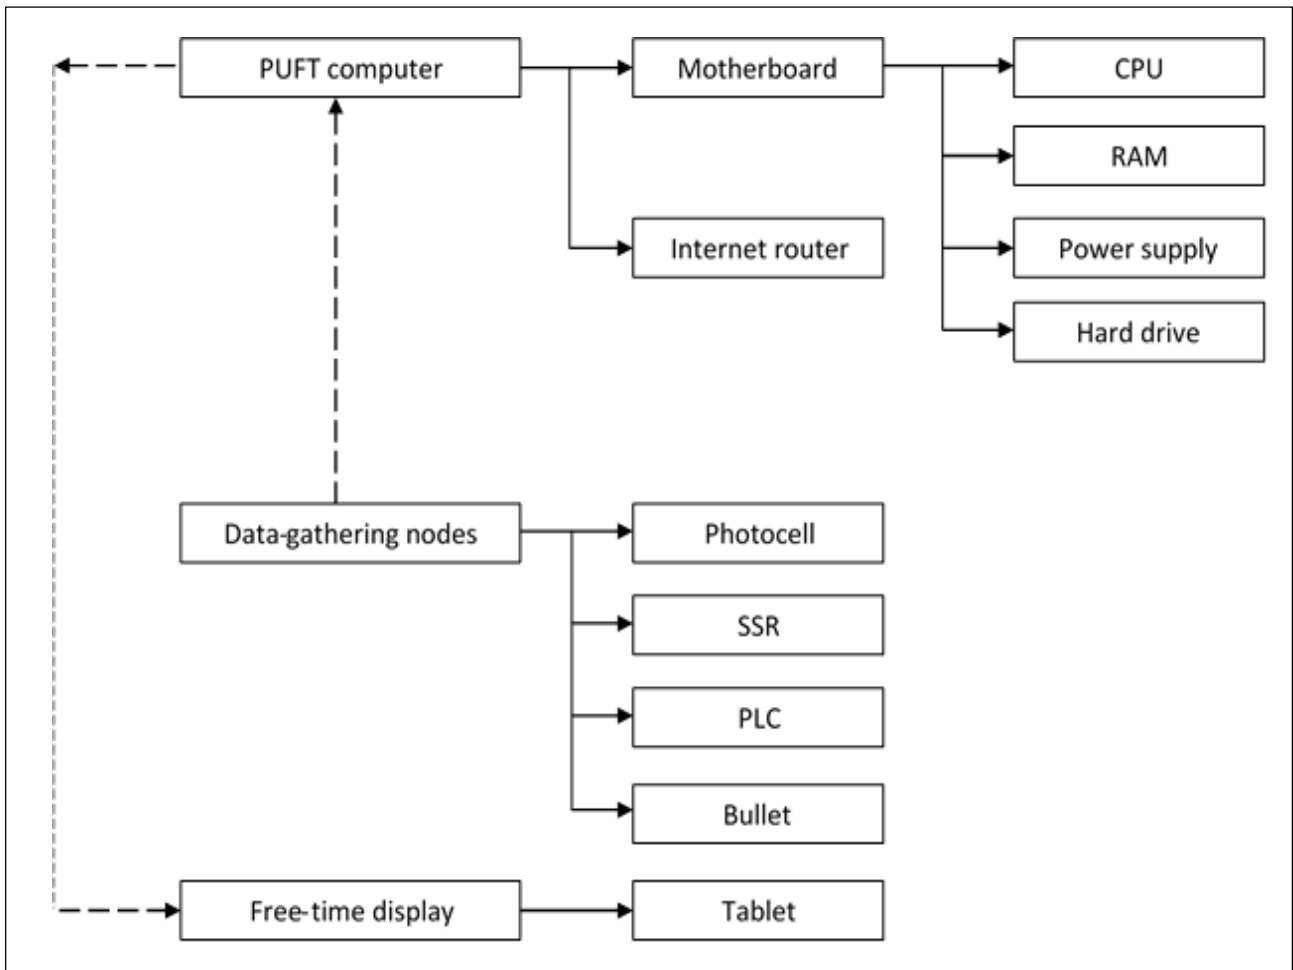 PUFT computer
Motherboard
CPU
RAM
Internet router
Power supply
Hard drive
Data-gathering nodes
Photocell
SSR
PLC
Bullet
Free-time display
Tablet